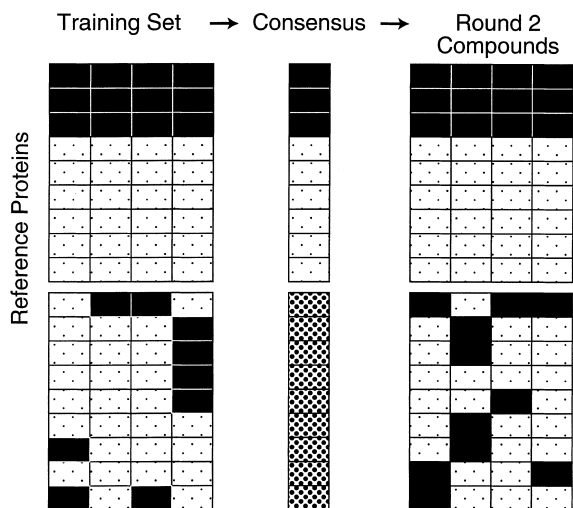 Training Set → Consensus → Round 2
Compounds
Reference Proteins